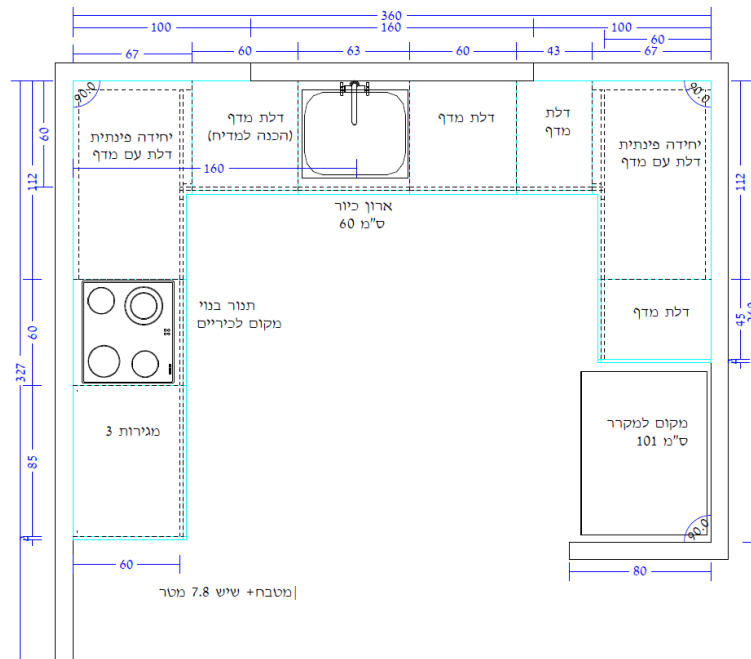 360
100 160 100
60
67 60 63 60 43 67
90.0 90.0
יחידה פינתית
דלת עם מדף
דלת מדף
(הכנה למדיח)
דלת מדף
דלת
מדף
יחידה פינתית
דלת עם מדף
60
112
160
112
ארון כיור
60 ס"מ
תנור בנוי
מקום לכיריים
דלת מדף
60
45
327
מקום למקרר
101 ס"מ
3 מגירות
85
90.0
60
80
מטבח+ שיש 7.8 מטר